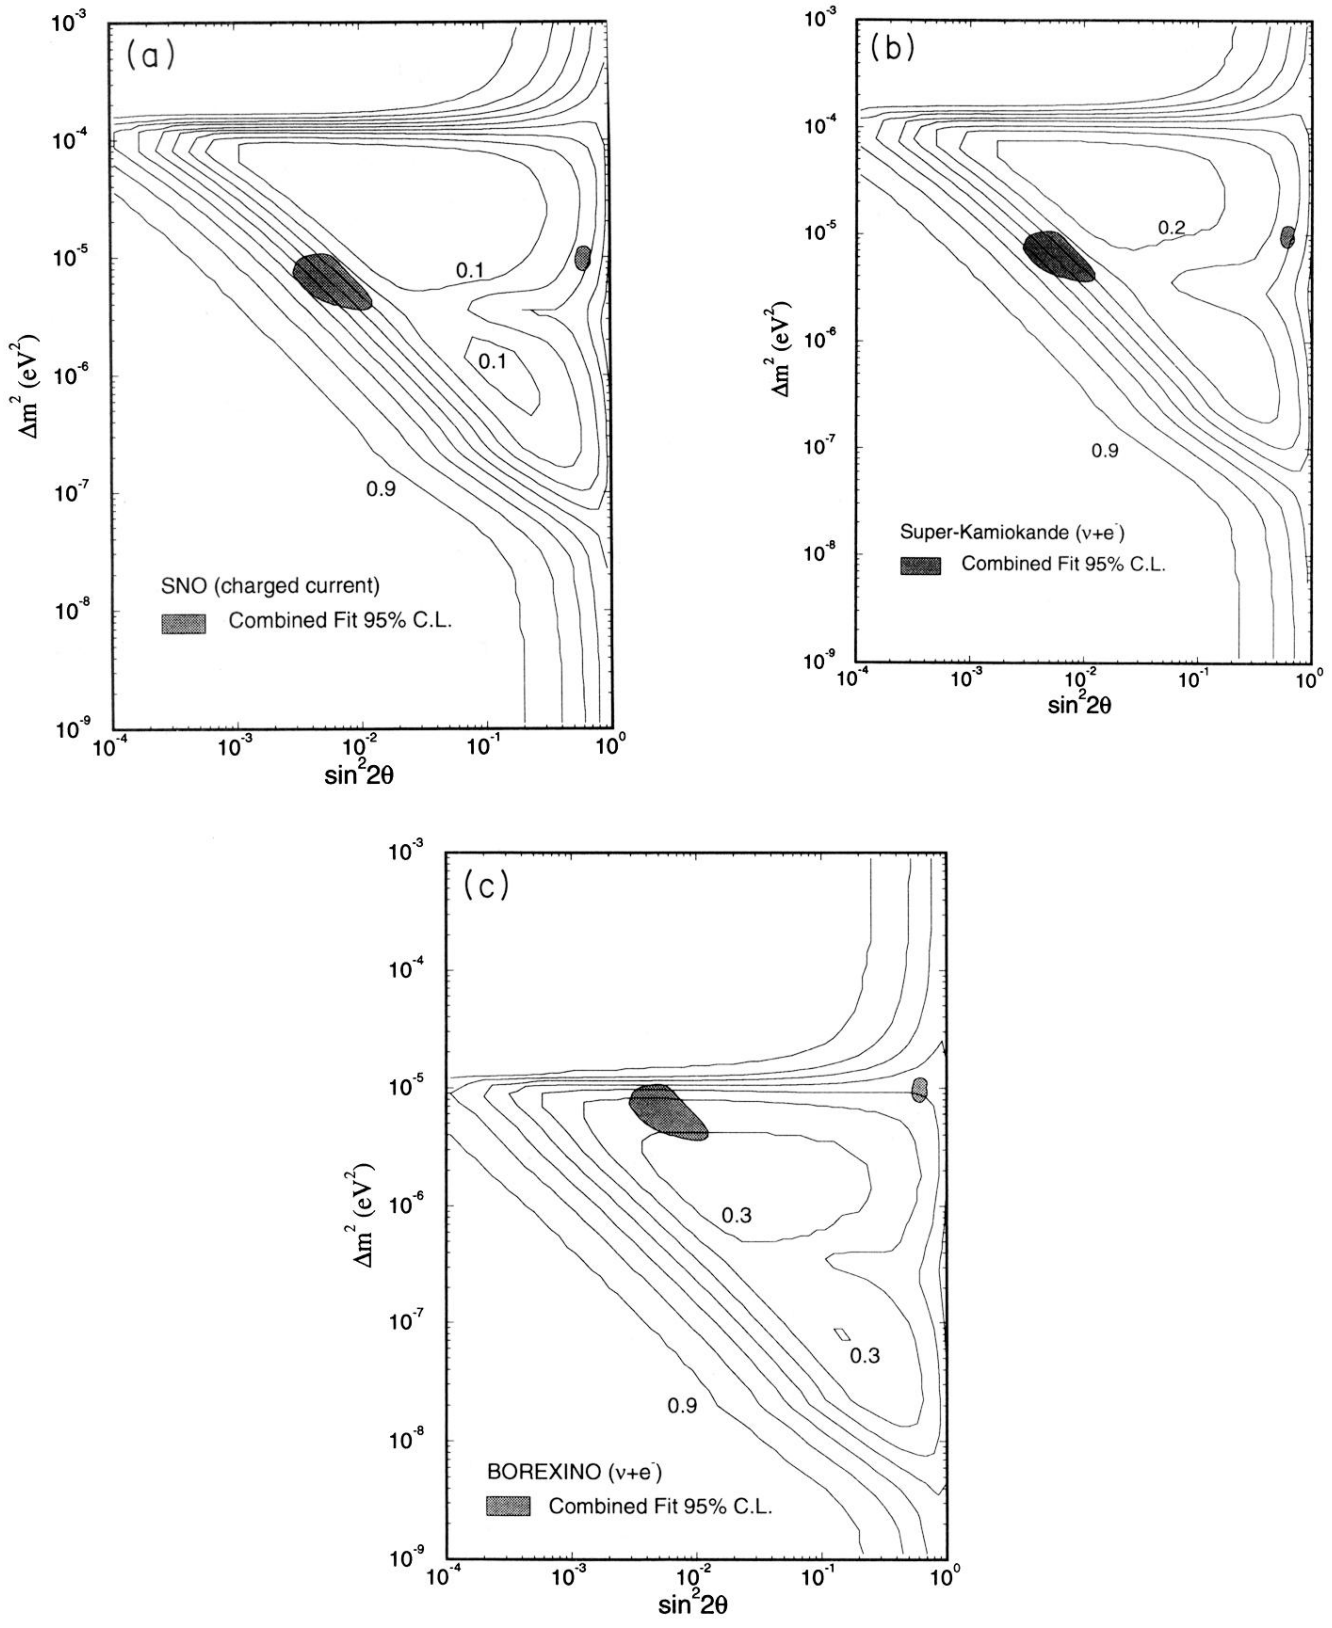 (a)
10⁻³
10⁻⁴
10⁻⁵
10⁻⁶
10⁻⁷
10⁻⁸
10⁻⁹
Δm² (eV²)
0.1
0.1
0.9
SNO (charged current)
Combined Fit 95% C.L.
10⁻⁴ 10⁻³ 10⁻² 10⁻¹ 10⁰
sin²2θ
(b)
10⁻³
10⁻⁴
10⁻⁵
10⁻⁶
10⁻⁷
10⁻⁸
10⁻⁹
Δm² (eV²)
0.2
0.9
Super-Kamiokande (ν+e⁻)
Combined Fit 95% C.L.
10⁻⁴ 10⁻³ 10⁻² 10⁻¹ 10⁰
sin²2θ
(c)
10⁻³
10⁻⁴
10⁻⁵
10⁻⁶
10⁻⁷
10⁻⁸
10⁻⁹
Δm² (eV²)
0.3
0.3
0.9
BOREXINO (ν+e⁻)
Combined Fit 95% C.L.
10⁻⁴ 10⁻³ 10⁻² 10⁻¹ 10⁰
sin²2θ